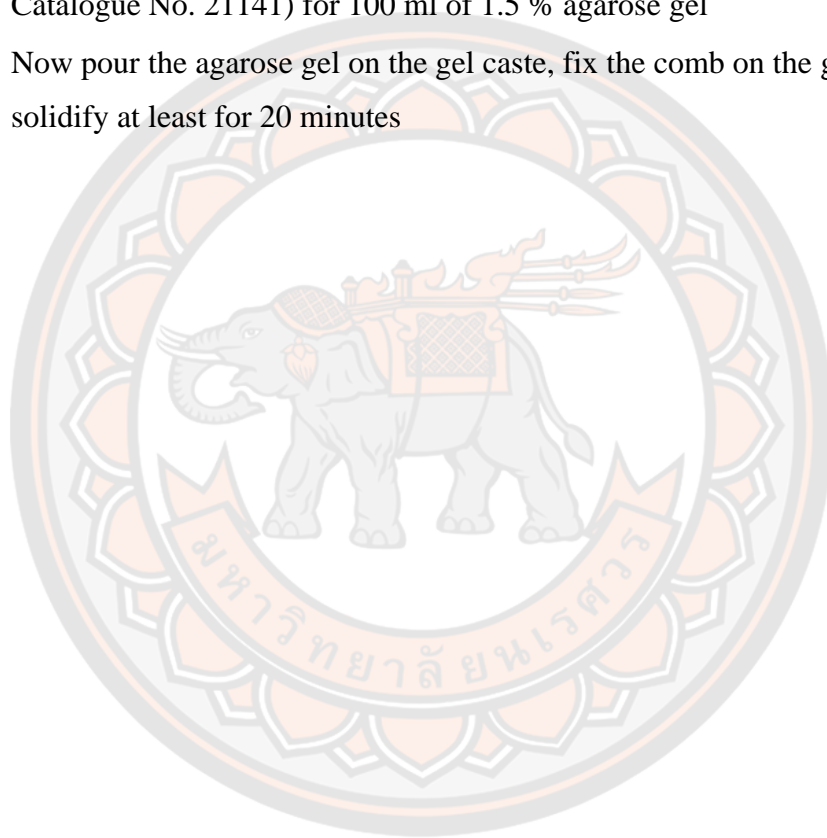 Catalogue No. 21141) for 100 ml of 1.5 % agarose gel
Now pour the agarose gel on the gel caste, fix the comb on the
solidify at least for 20 minutes
มหาวิทยาลัยนเรศวร